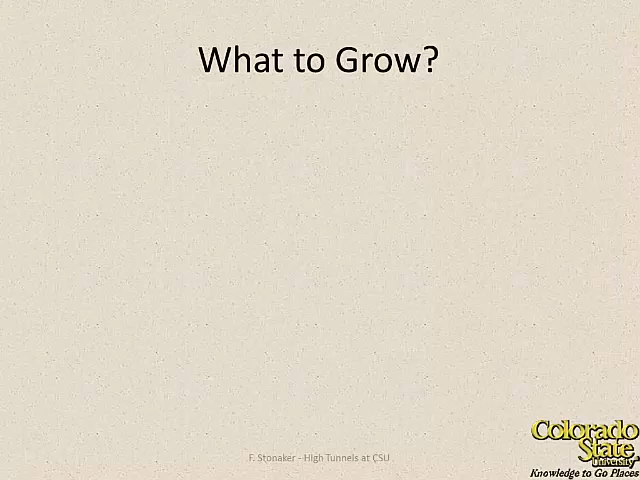 What to Grow?
F. Stonaker - High Tunnels at CSU
Colorado
State
University
Knowledge to Go Places